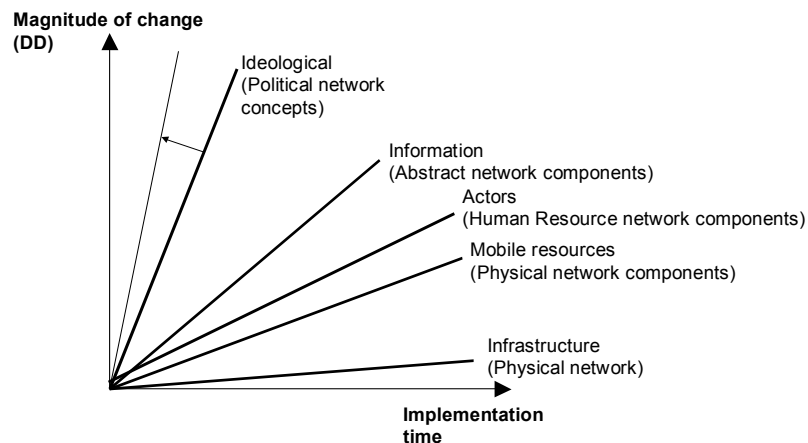 Magnitude of change
(DD)
Ideological
(Political network
concepts)
Information
(Abstract network components)
Actors
(Human Resource network components)
Mobile resources
(Physical network components)
Infrastructure
(Physical network)
Implementation
time